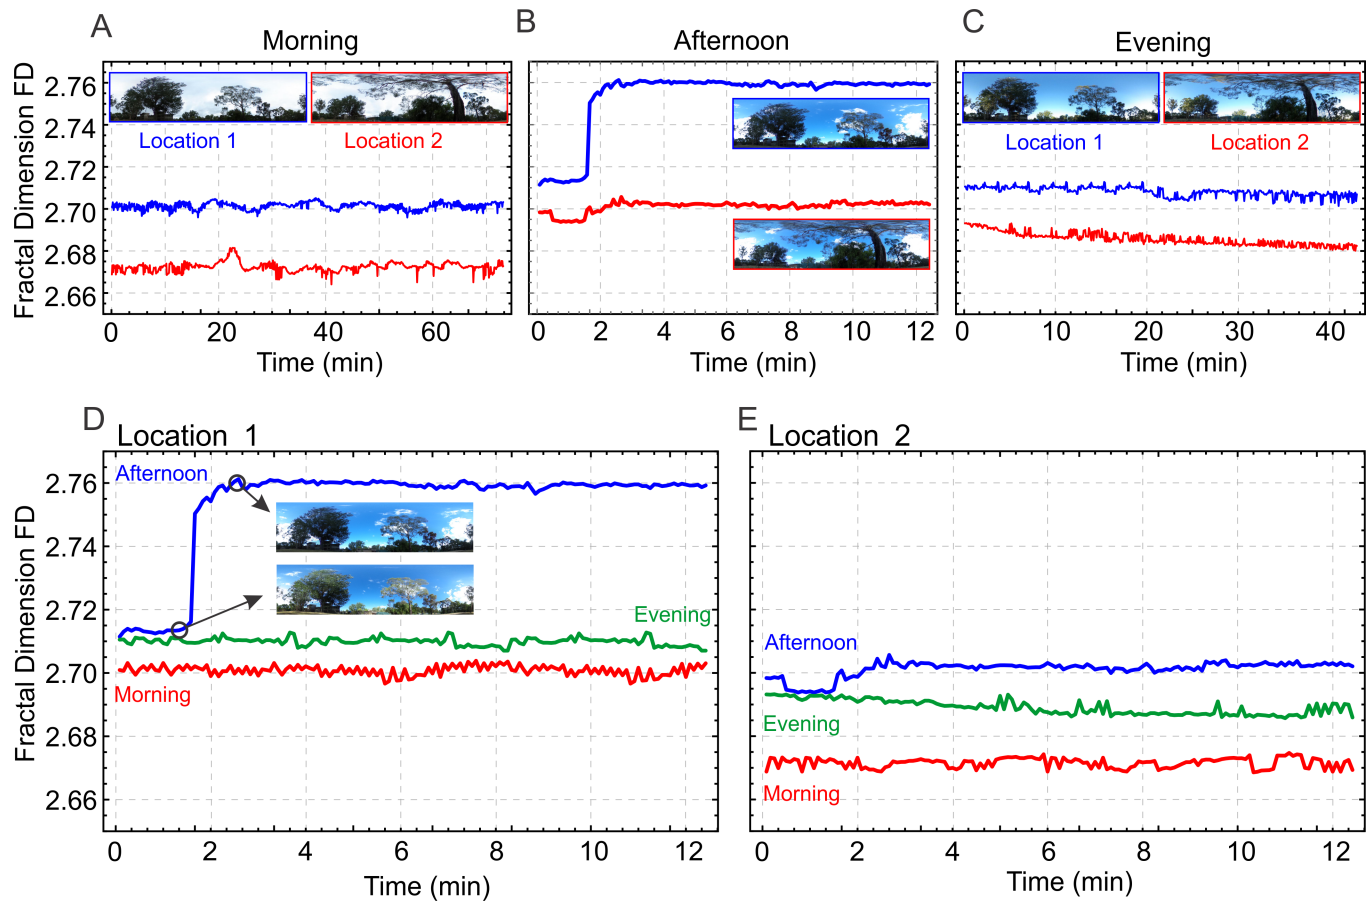 A
Morning
B
Afternoon
C
Evening
Fractal Dimension FD
2.76
2.74
2.72
2.70
2.68
2.66
Location 1
Location 2
0
20
40
60
Time (min)
0
2
4
6
8
10
12
Time (min)
Location 1
Location 2
0
10
20
30
40
Time (min)
D
Location 1
Fractal Dimension FD
2.76
2.74
2.72
2.70
2.68
2.66
Afternoon
Evening
Morning
0
2
4
6
8
10
12
Time (min)
E
Location 2
Afternoon
Evening
Morning
0
2
4
6
8
10
12
Time (min)